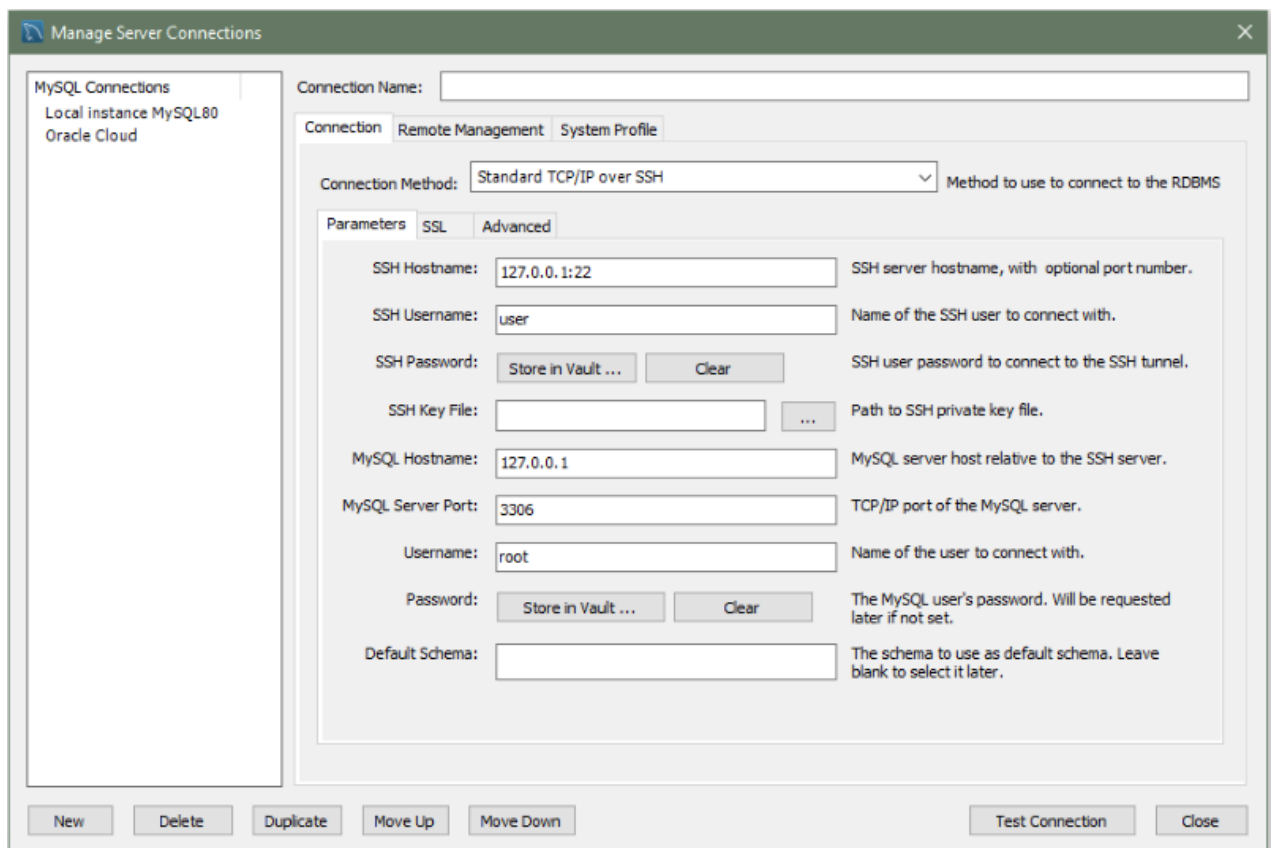 Manage Server Connections
MySQL Connections
Local instance MySQL80
Oracle Cloud
Connection Name:
Connection Remote Management System Profile
Connection Method: Standard TCP/IP over SSH Method to use to connect to the RDBMS
Parameters SSL Advanced
SSH Hostname: 127.0.0.1:22 SSH server hostname, with optional port number.
SSH Username: user Name of the SSH user to connect with.
SSH Password: Store in Vault ... Clear SSH user password to connect to the SSH tunnel.
SSH Key File: ... Path to SSH private key file.
MySQL Hostname: 127.0.0.1 MySQL server host relative to the SSH server.
MySQL Server Port: 3306 TCP/IP port of the MySQL server.
Username: root Name of the user to connect with.
Password: Store in Vault ... Clear The MySQL user's password. Will be requested
later if not set.
Default Schema: The schema to use as default schema. Leave
blank to select it later.
New Delete Duplicate Move Up Move Down Test Connection Close